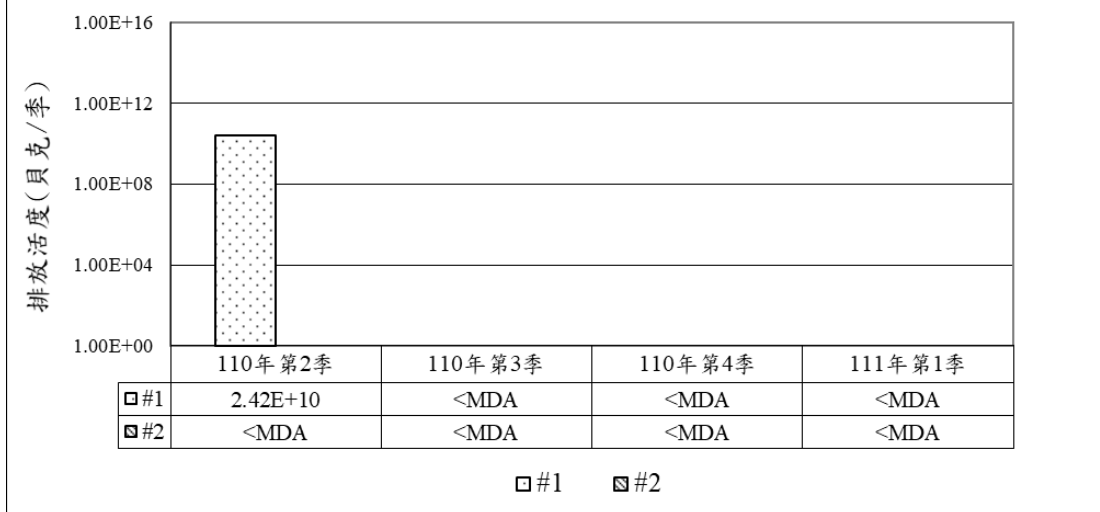 1.00E+16
1.00E+12
1.00E+08
1.00E+04
1.00E+00
排放活度(貝克/季)
110年第2季 110年第3季 110年第4季 111年第1季
#1 2.42E+10 <MDA <MDA <MDA
#2 <MDA <MDA <MDA <MDA
#1 #2